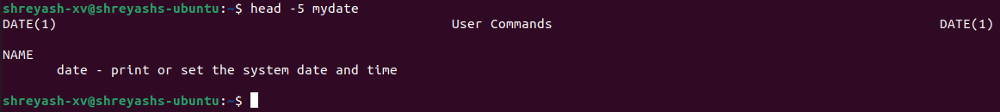 shreyash-xv@shreyashs-ubuntu:~$ head -5 mydate
DATE(1) User Commands DATE(1)
NAME
date - print or set the system date and time
shreyash-xv@shreyashs-ubuntu:~$